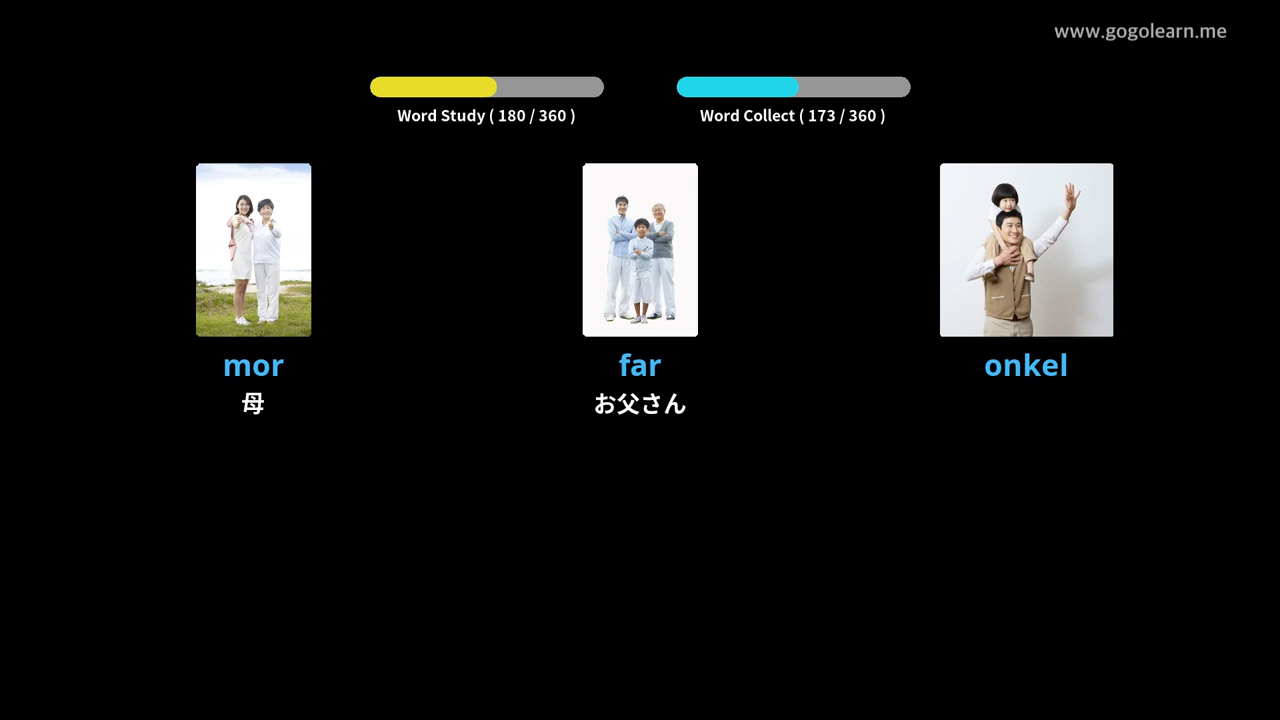 www.gogolearn.me
Word Study ( 180 / 360 )
Word Collect ( 173 / 360 )
mor
far
onkel
母
お父さん